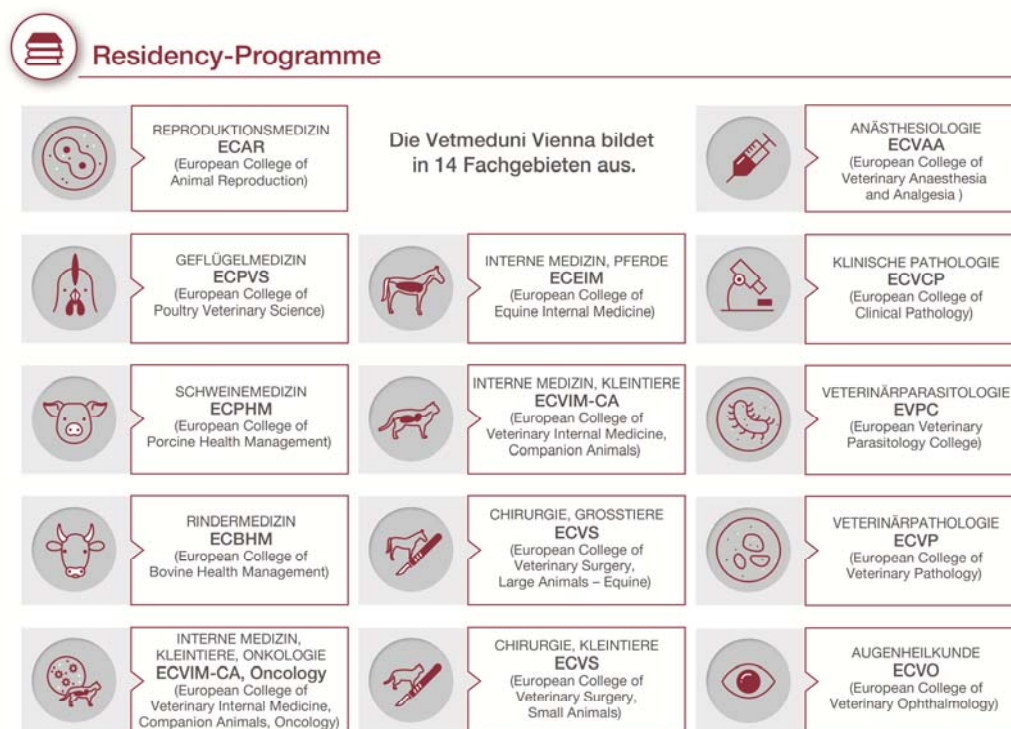 Residency-Programme
REPRODUKTIONSMEDIZIN
ECAR
(European College of
Animal Reproduction)
Die Vetmeduni Vienna bildet
in 14 Fachgebieten aus.
ANÄSTHESIOLOGIE
ECVAA
(European College of
Veterinary Anaesthesia
and Analgesia )
GEFLÜGELMEDIZIN
ECPVS
(European College of
Poultry Veterinary Science)
INTERNE MEDIZIN, PFERDE
ECEIM
(European College of
Equine Internal Medicine)
KLINISCHE PATHOLOGIE
ECVCP
(European College of
Clinical Pathology)
SCHWEINEMEDIZIN
ECPHM
(European College of
Porcine Health Management)
INTERNE MEDIZIN, KLEINTIERE
ECVIM-CA
(European College of
Veterinary Internal Medicine,
Companion Animals)
VETERINÄRPARASITOLOGIE
EVPC
(European Veterinary
Parasitology College)
RINDERMEDIZIN
ECBHM
(European College of
Bovine Health Management)
CHIRURGIE, GROSSTIERE
ECVS
(European College of
Veterinary Surgery,
Large Animals – Equine)
VETERINÄRPATHOLOGIE
ECVP
(European College of
Veterinary Pathology)
INTERNE MEDIZIN,
KLEINTIERE, ONKOLOGIE
ECVIM-CA, Oncology
(European College of
Veterinary Internal Medicine,
Companion Animals, Oncology)
CHIRURGIE, KLEINTIERE
ECVS
(European College of
Veterinary Surgery,
Small Animals)
AUGENHEILKUNDE
ECVO
(European College of
Veterinary Ophthalmology)